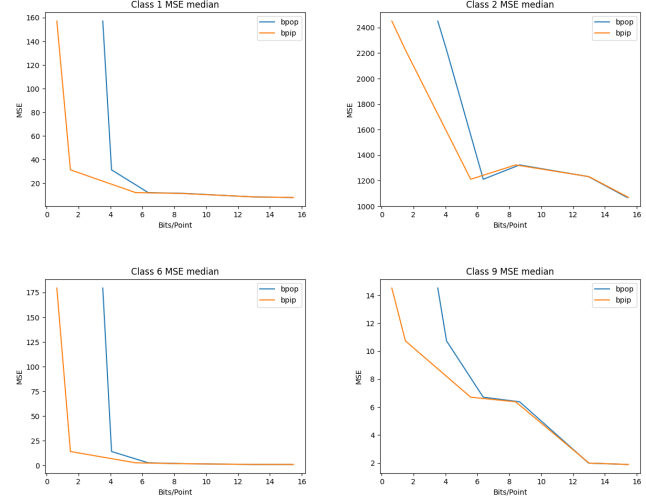 Class 1 MSE median
160
140
120
100
80
60
40
20
MSE
0 2 4 6 8 10 12 14 16
Bits/Point
bpop
bpip
Class 2 MSE median
2400
2200
2000
1800
1600
1400
1200
1000
MSE
0 2 4 6 8 10 12 14 16
Bits/Point
bpop
bpip
Class 6 MSE median
175
150
125
100
75
50
25
0
MSE
0 2 4 6 8 10 12 14 16
Bits/Point
bpop
bpip
Class 9 MSE median
14
12
10
8
6
4
2
MSE
0 2 4 6 8 10 12 14 16
Bits/Point
bpop
bpip